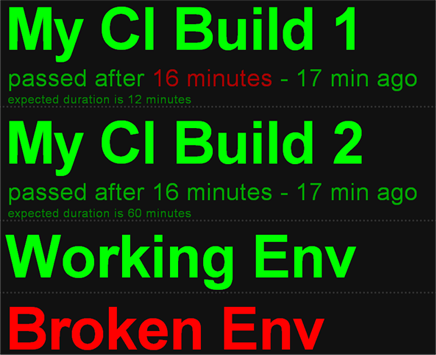 My CI Build 1
passed after 16 minutes - 17 min ago
expected duration is 12 minutes
My CI Build 2
passed after 16 minutes - 17 min ago
expected duration is 60 minutes
Working Env
Broken Env